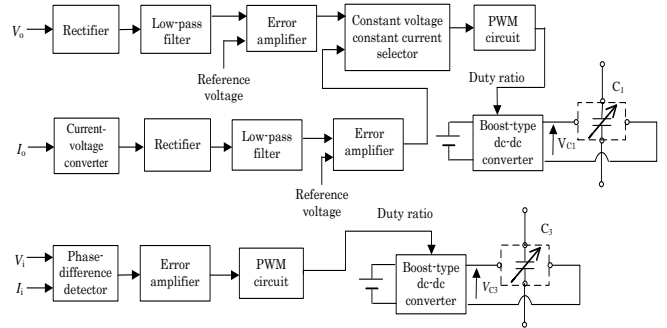 Vo
Rectifier
Low-pass
filter
Error
amplifier
Constant voltage
constant current
selector
PWM
circuit
Reference
voltage
Duty ratio
C1
Io
Current-
voltage
converter
Rectifier
Low-pass
filter
Error
amplifier
Boost-type
dc-dc
converter
VC1
Reference
voltage
Duty ratio
C3
Vi
Ii
Phase-
difference
detector
Error
amplifier
PWM
circuit
Boost-type
dc-dc
converter
VC3